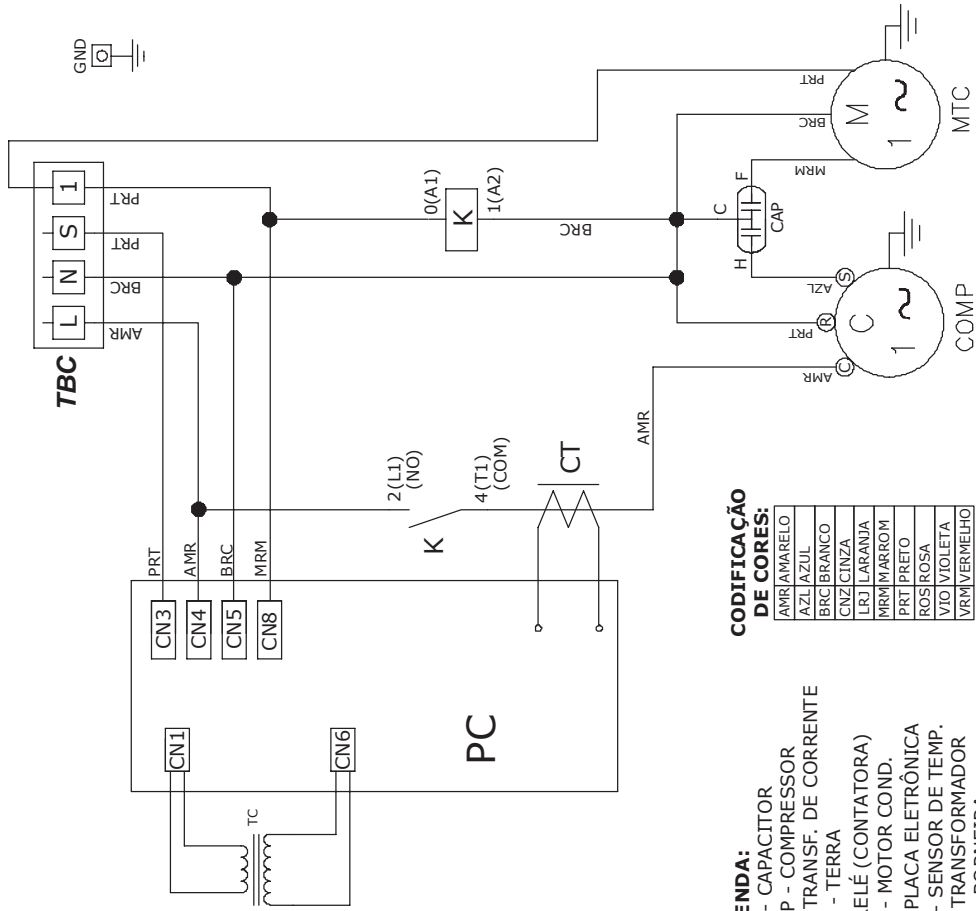 GND
TBC
L
N
S
1
AMR
BRC
PRT
PRT
CN3
CN4
CN5
CN8
PRT
AMR
BRC
MRM
CN1
CN6
TC
PC
K
2(L1)
(NO)
4(T1)
(COM)
CT
AMR
0(A1)
K
1(A2)
BRC
C
H
F
CAP
PRT
BRC
MRM
M
1
MTC
AZL
PRT
AMR
S
R
C
C
1
COMP
CODIFICAÇÃO
DE CORES:
AMR AMARELO
AZL AZUL
BRC BRANCO
CNZ CINZA
LRJ LARANJA
MRM MARROM
PRT PRETO
ROS ROSA
VIO VIOLETA
VRM VERMELHO
ENDA:
- CAPACITOR
P - COMPRESSOR
TRANSF. DE CORRENTE
- TERRA
ELÉ (CONTATORA)
- MOTOR COND.
PLACA ELETRÔNICA
- SENSOR DE TEMP.
TRANSFORMADOR